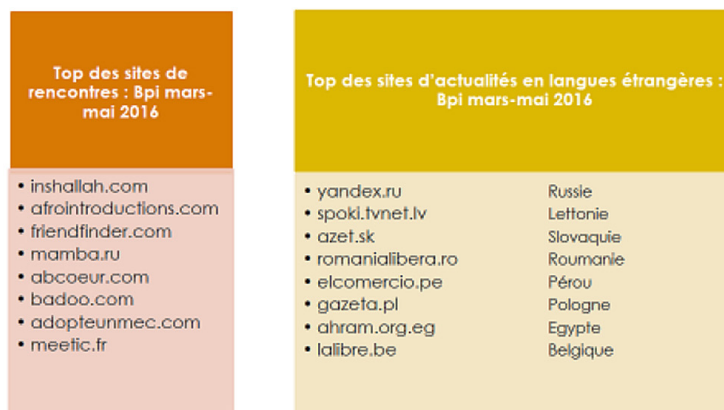 Top des sites de
rencontres : Bpi mars-
mai 2016
• inshallah.com
• afrointroductions.com
• friendfinder.com
• mamba.ru
• abcoeur.com
• badoo.com
• adopteunmec.com
• meetic.fr
Top des sites d'actualités en langues étrangères :
Bpi mars-mai 2016
• yandex.ru Russie
• spoki.tvnet.lv Lettonie
• azet.sk Slovaquie
• romanialibera.ro Roumanie
• elcomercio.pe Pérou
• gazeta.pl Pologne
• ahram.org.eg Egypte
• lalibre.be Belgique